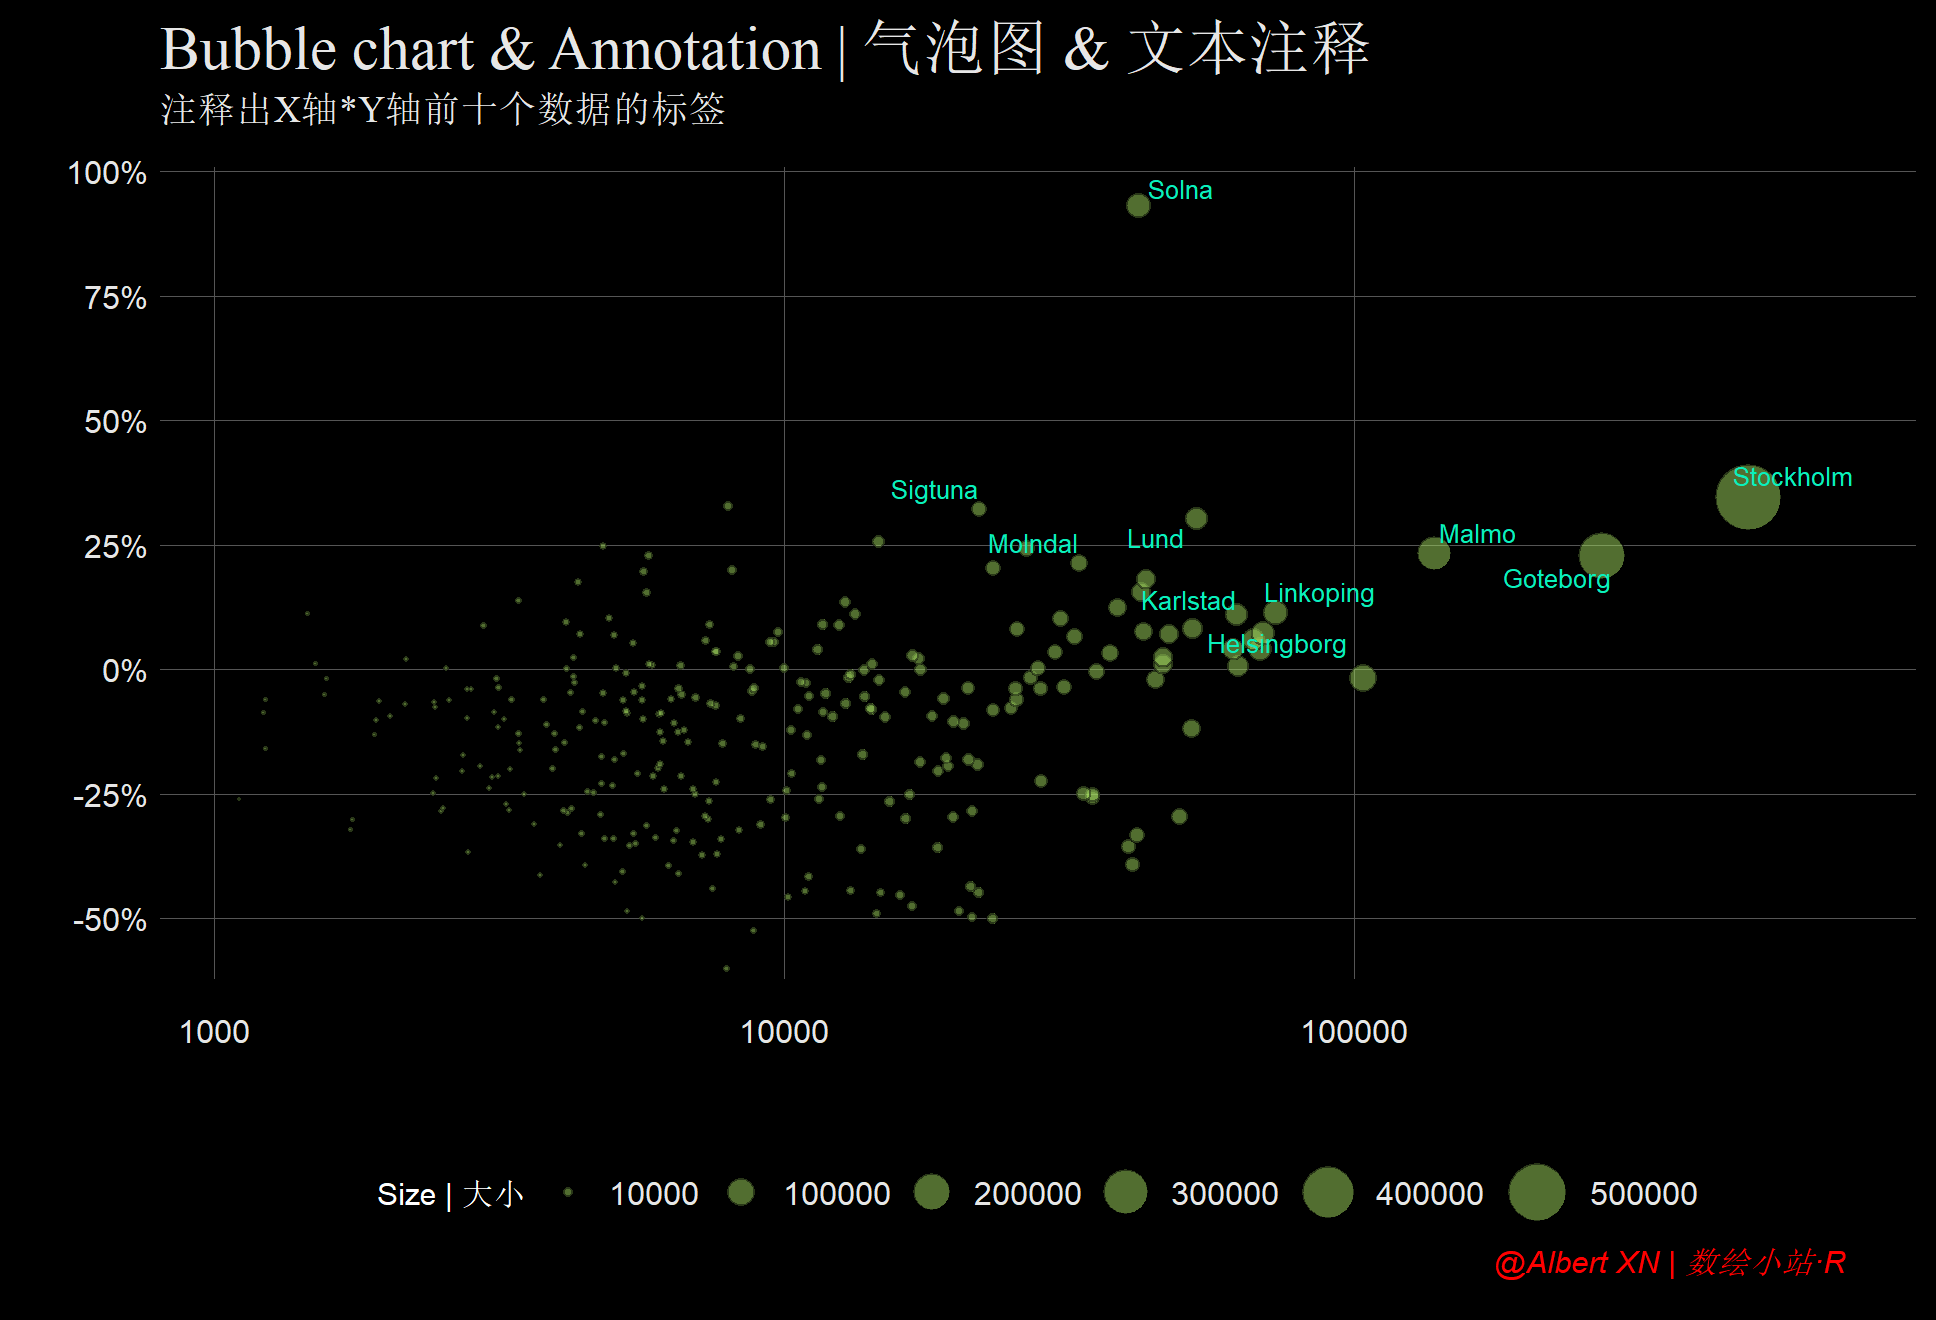 Bubble chart & Annotation | 气泡图 & 文本注释
注释出X轴*Y轴前十个数据的标签
100%
Solna
75%
50%
Stockholm
Sigtuna
25%
Malmo
Lund
Molndal
Goteborg
Linkoping
Karlstad
Helsingborg
0%
-25%
-50%
1000 10000 100000
Size | 大小 10000 100000 200000 300000 400000 500000
@Albert XN | 数绘小站·R